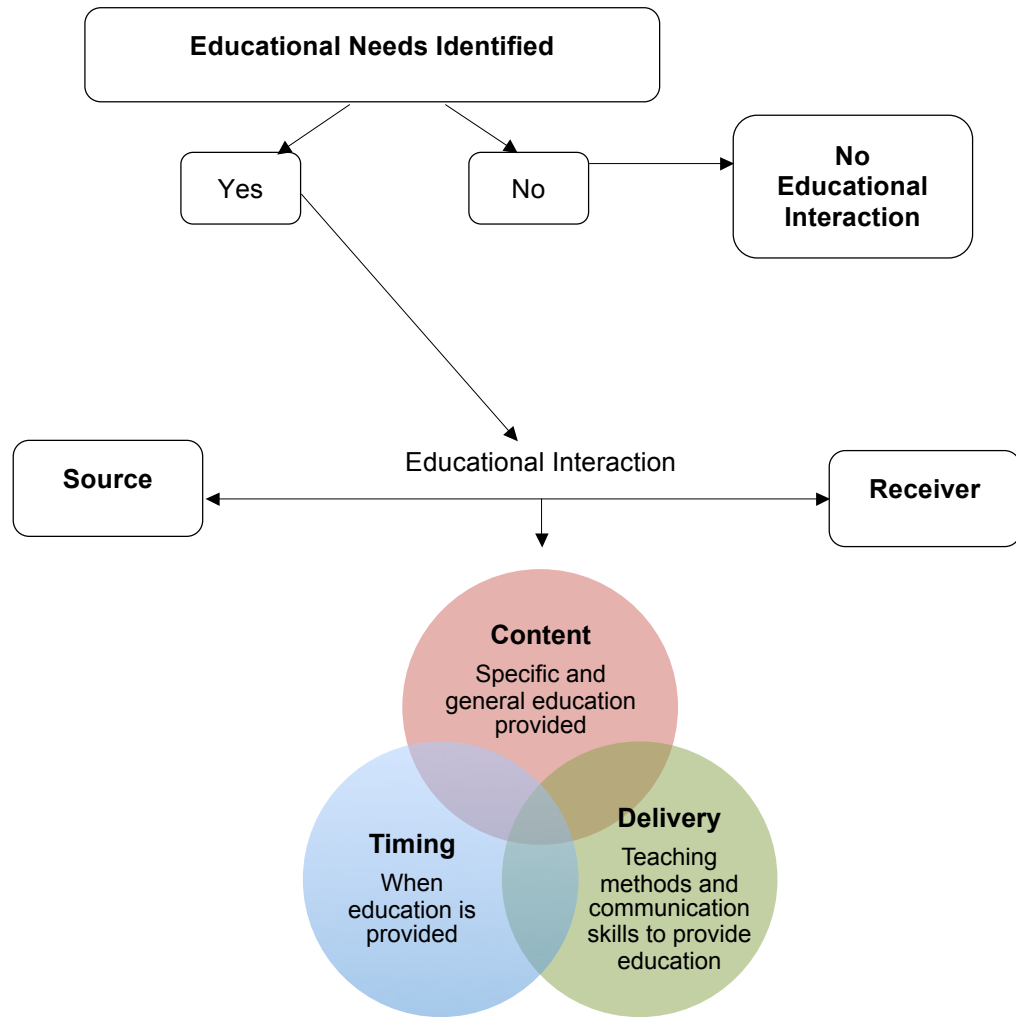 Educational Needs Identified
Yes
No
No
Educational
Interaction
Source
Educational Interaction
Receiver
Content
Specific and
general education
provided
Timing
When
education is
provided
Delivery
Teaching
methods and
communication
skills to provide
education